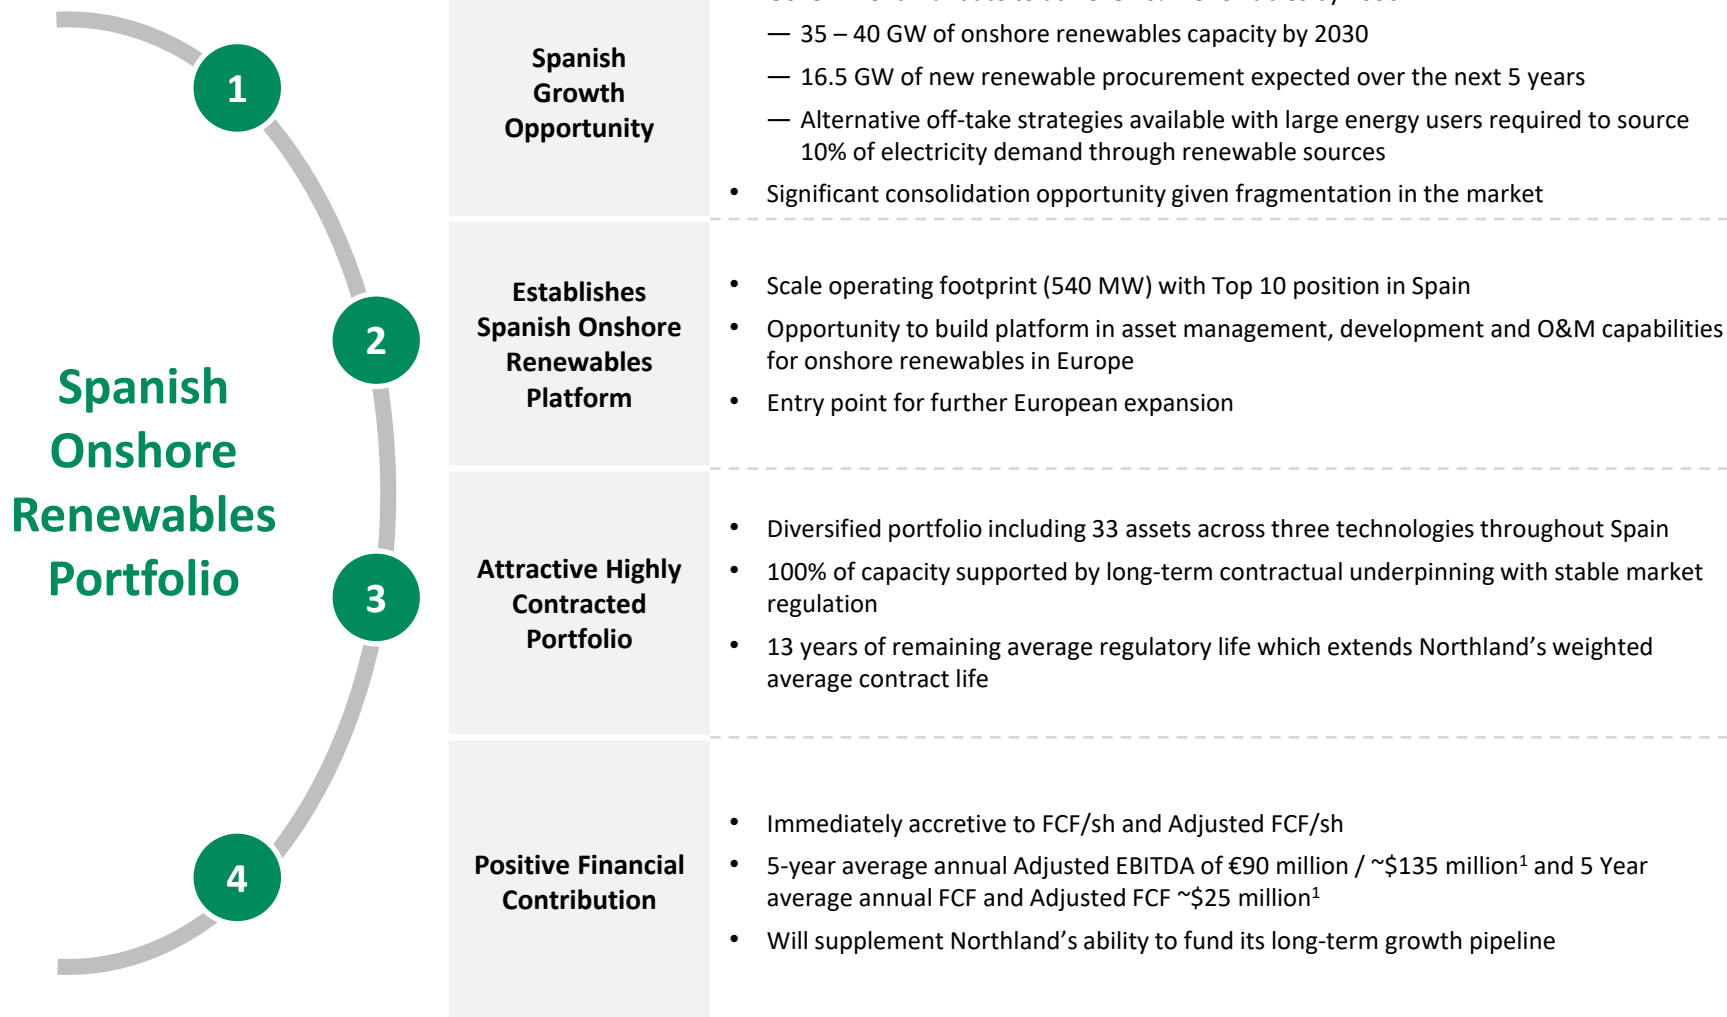 Spanish
Onshore
Renewables
Portfolio
1
Spanish
Growth
Opportunity
— 35 – 40 GW of onshore renewables capacity by 2030
— 16.5 GW of new renewable procurement expected over the next 5 years
— Alternative off-take strategies available with large energy users required to source
10% of electricity demand through renewable sources
• Significant consolidation opportunity given fragmentation in the market
2
Establishes
Spanish Onshore
Renewables
Platform
• Scale operating footprint (540 MW) with Top 10 position in Spain
• Opportunity to build platform in asset management, development and O&M capabilities
for onshore renewables in Europe
• Entry point for further European expansion
3
Attractive Highly
Contracted
Portfolio
• Diversified portfolio including 33 assets across three technologies throughout Spain
• 100% of capacity supported by long-term contractual underpinning with stable market
regulation
• 13 years of remaining average regulatory life which extends Northland’s weighted
average contract life
4
Positive Financial
Contribution
• Immediately accretive to FCF/sh and Adjusted FCF/sh
• 5-year average annual Adjusted EBITDA of €90 million / ~$135 million¹ and 5 Year
average annual FCF and Adjusted FCF ~$25 million¹
• Will supplement Northland’s ability to fund its long-term growth pipeline